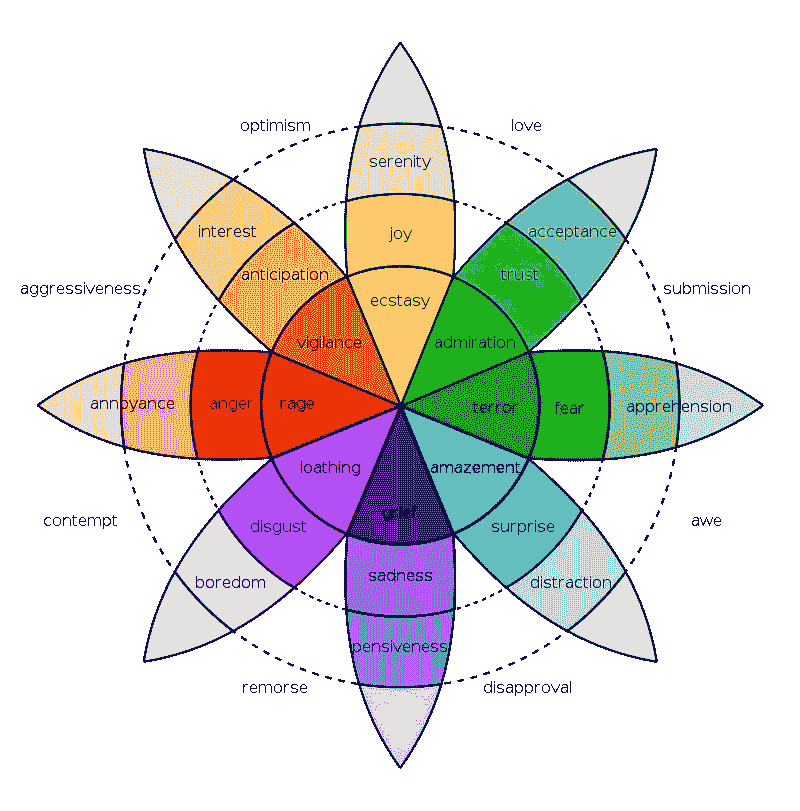 optimism
love
serenity
interest
acceptance
joy
anticipation
trust
aggressiveness
submission
ecstasy
vigilance
admiration
annoyance
anger
rage
terror
fear
apprehension
loathing
amazement
contempt
grief
awe
disgust
surprise
boredom
sadness
distraction
pensiveness
remorse
disapproval